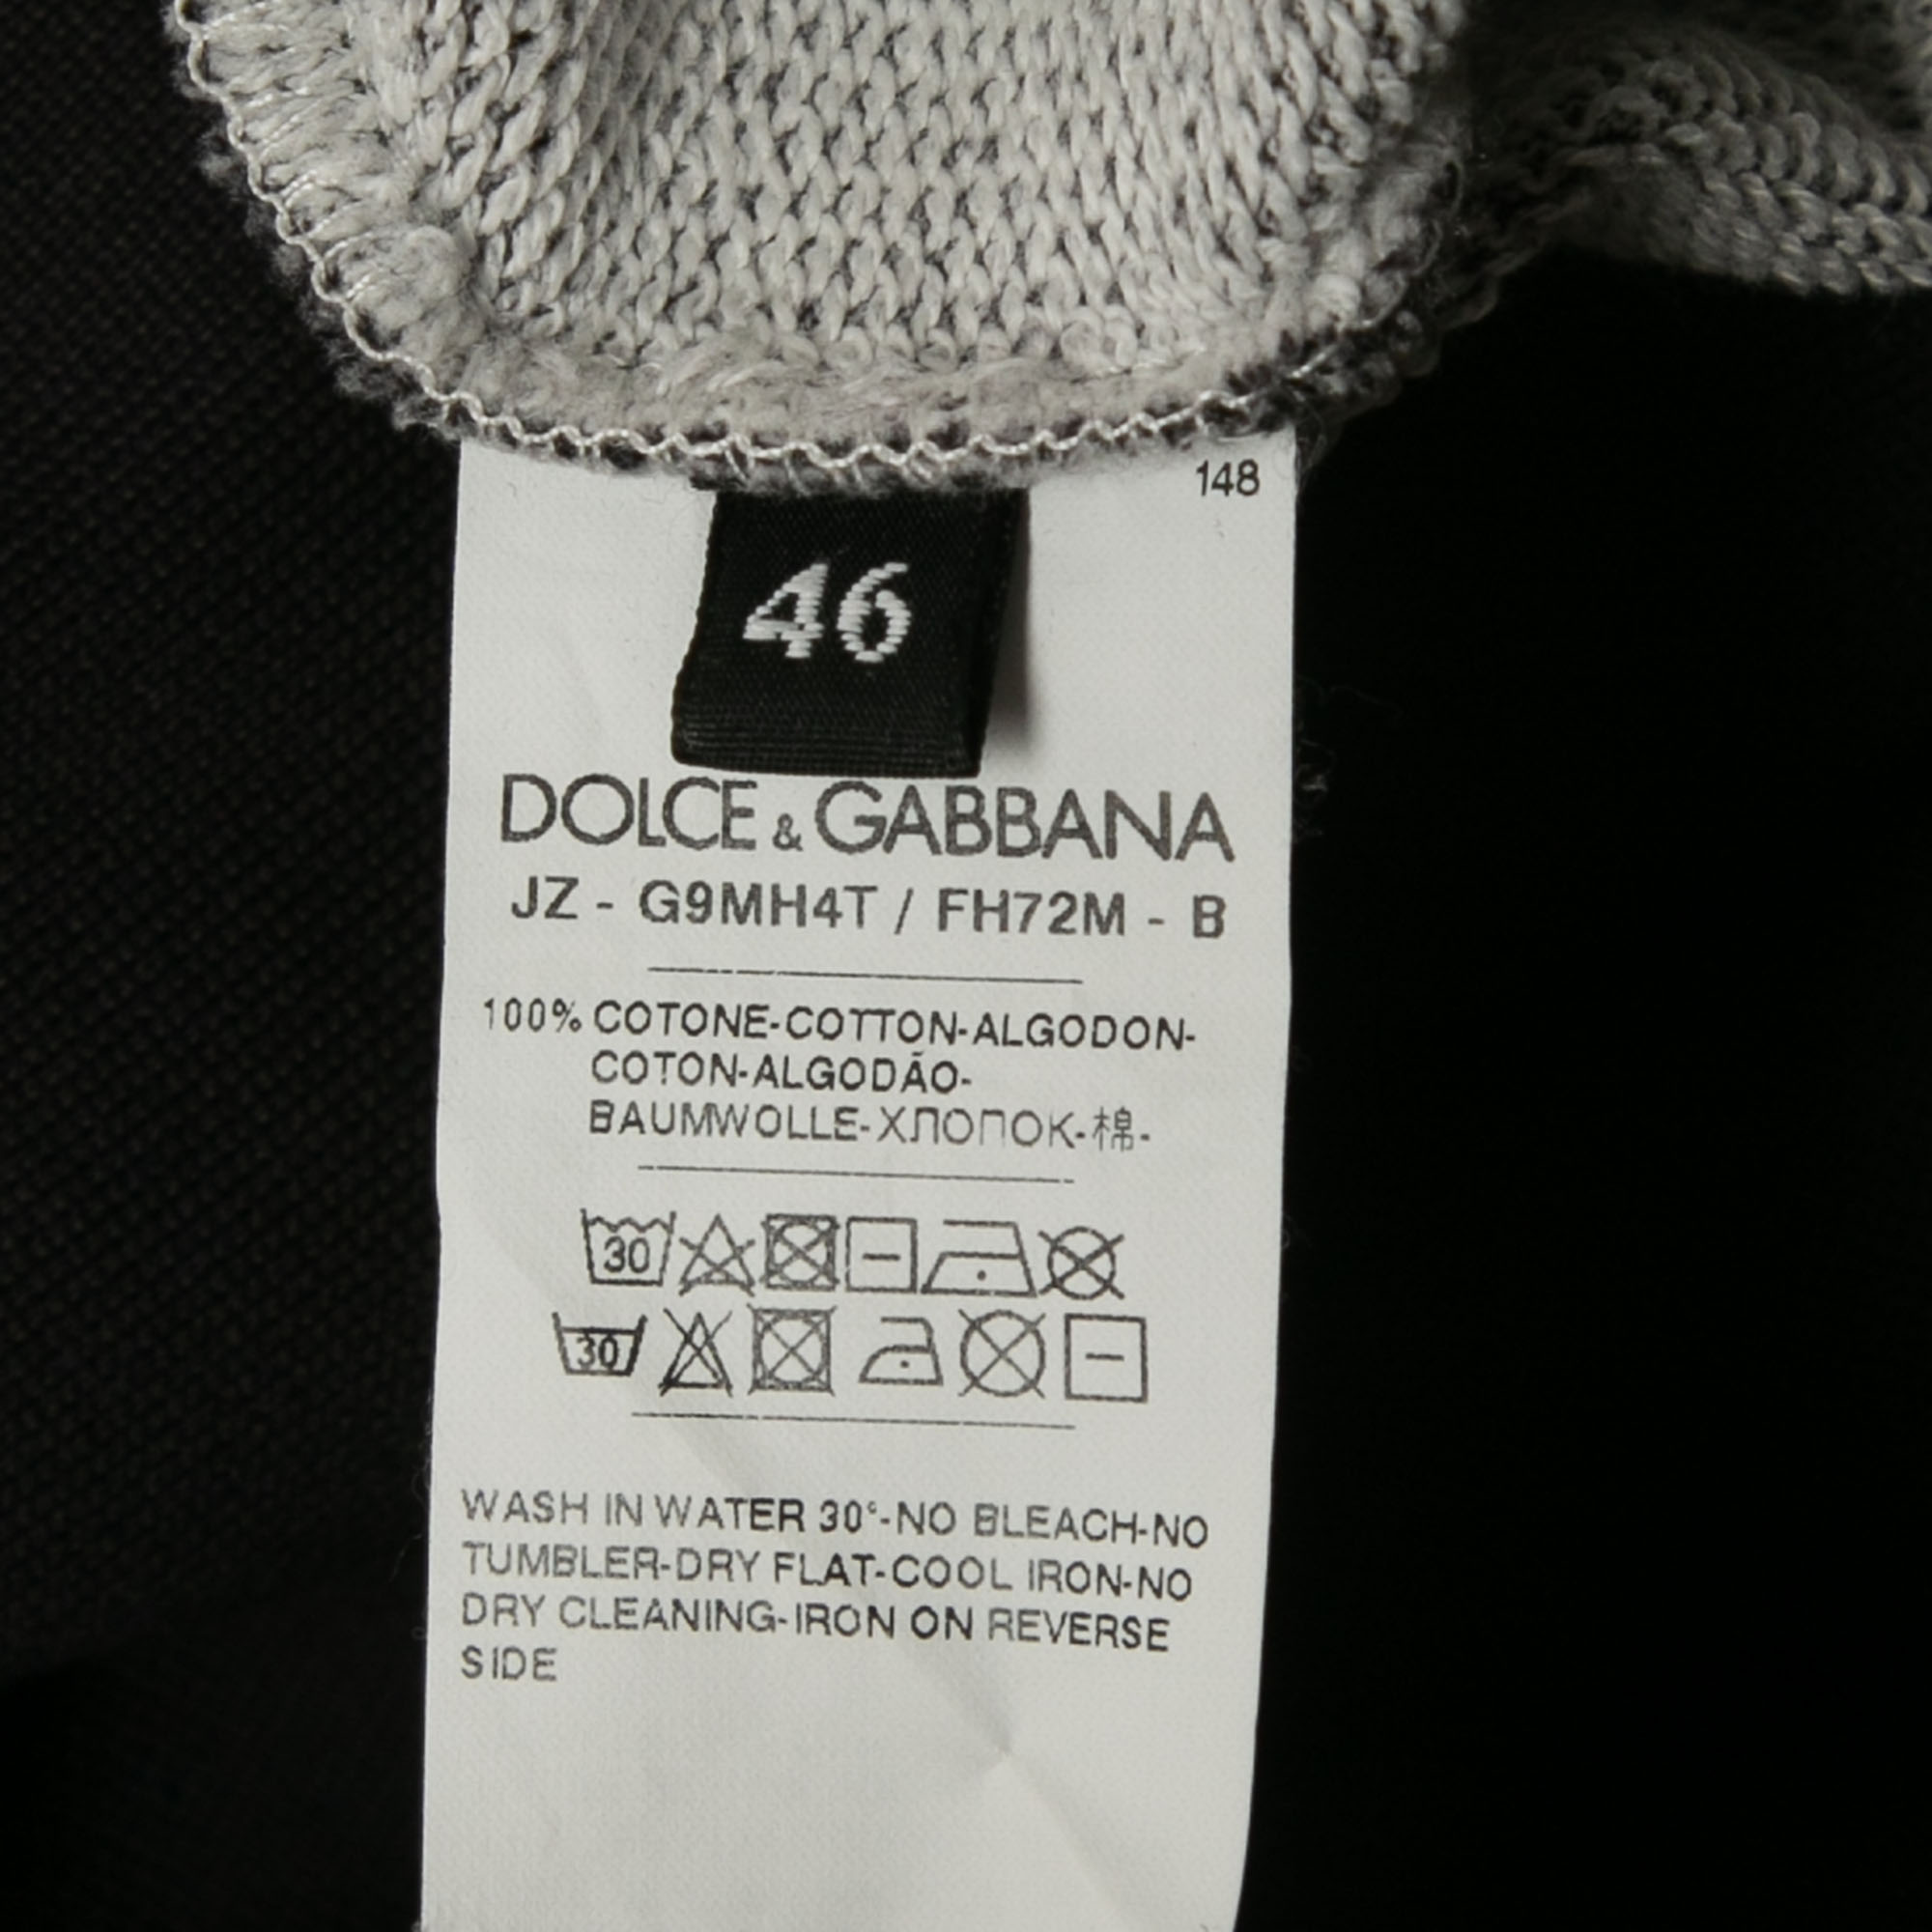 148
46
DOLCE & GABBANA
JZ - G9MH4T / FH72M - B
100% COTONE-COTTON-ALGODON-
COTON-ALGODÃO-
BAUMWOLLE-ХЛОПОК-棉-
30
30
WASH IN WATER 30°-NO BLEACH-NO
TUMBLER-DRY FLAT-COOL IRON-NO
DRY CLEANING-IRON ON REVERSE
SIDE